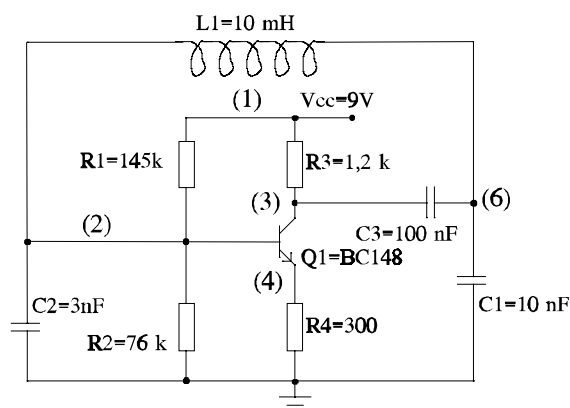 L1=10 mH
(1)
Vcc=9V
R1=145k
R3=1,2 k
(3)
(6)
(2)
C3=100 nF
Q1=BC148
(4)
C2=3nF
C1=10 nF
R4=300
R2=76 k